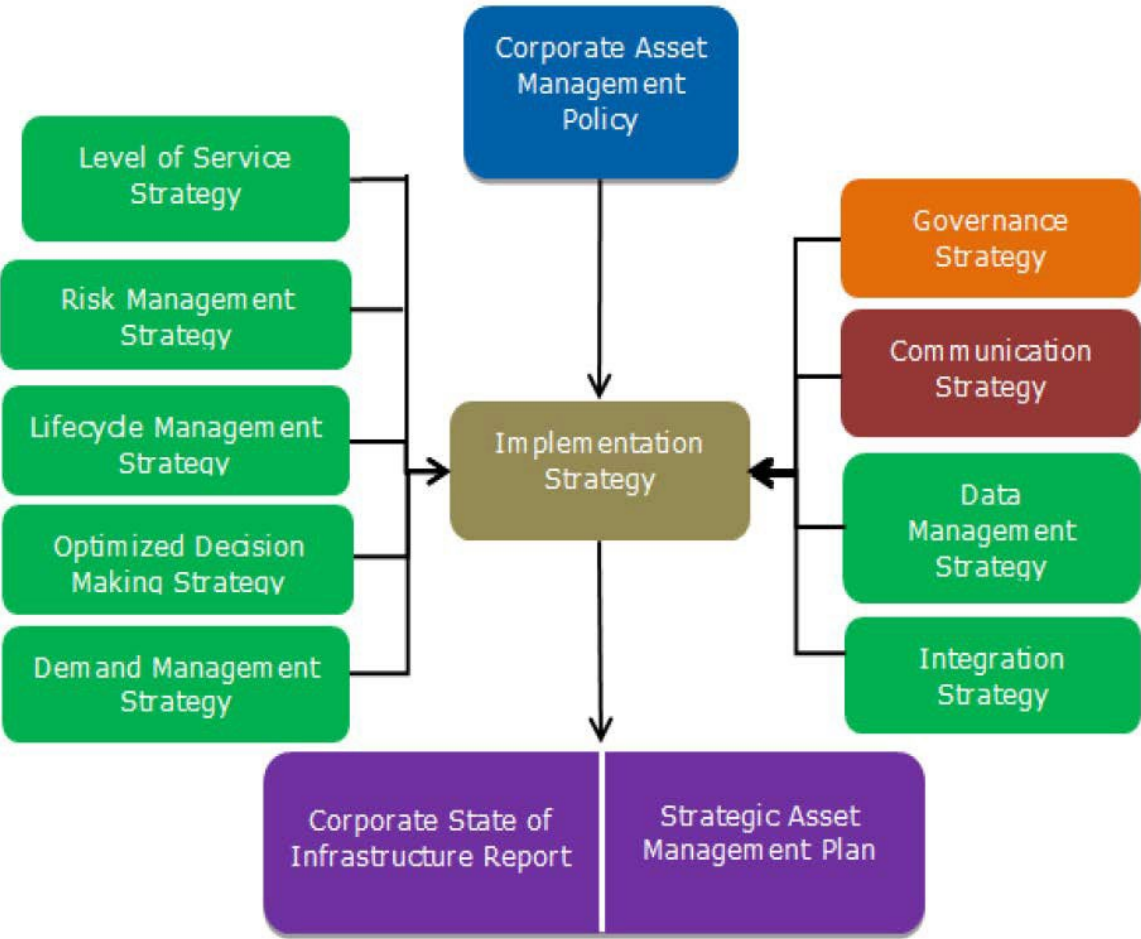 Corporate Asset
Management
Policy
Level of Service
Strategy
Risk Management
Strategy
Lifecycle Management
Strategy
Optimized Decision
Making Strategy
Demand Management
Strategy
Implementation
Strategy
Governance
Strategy
Communication
Strategy
Data
Management
Strategy
Integration
Strategy
Corporate State of
Infrastructure Report
Strategic Asset
Management Plan